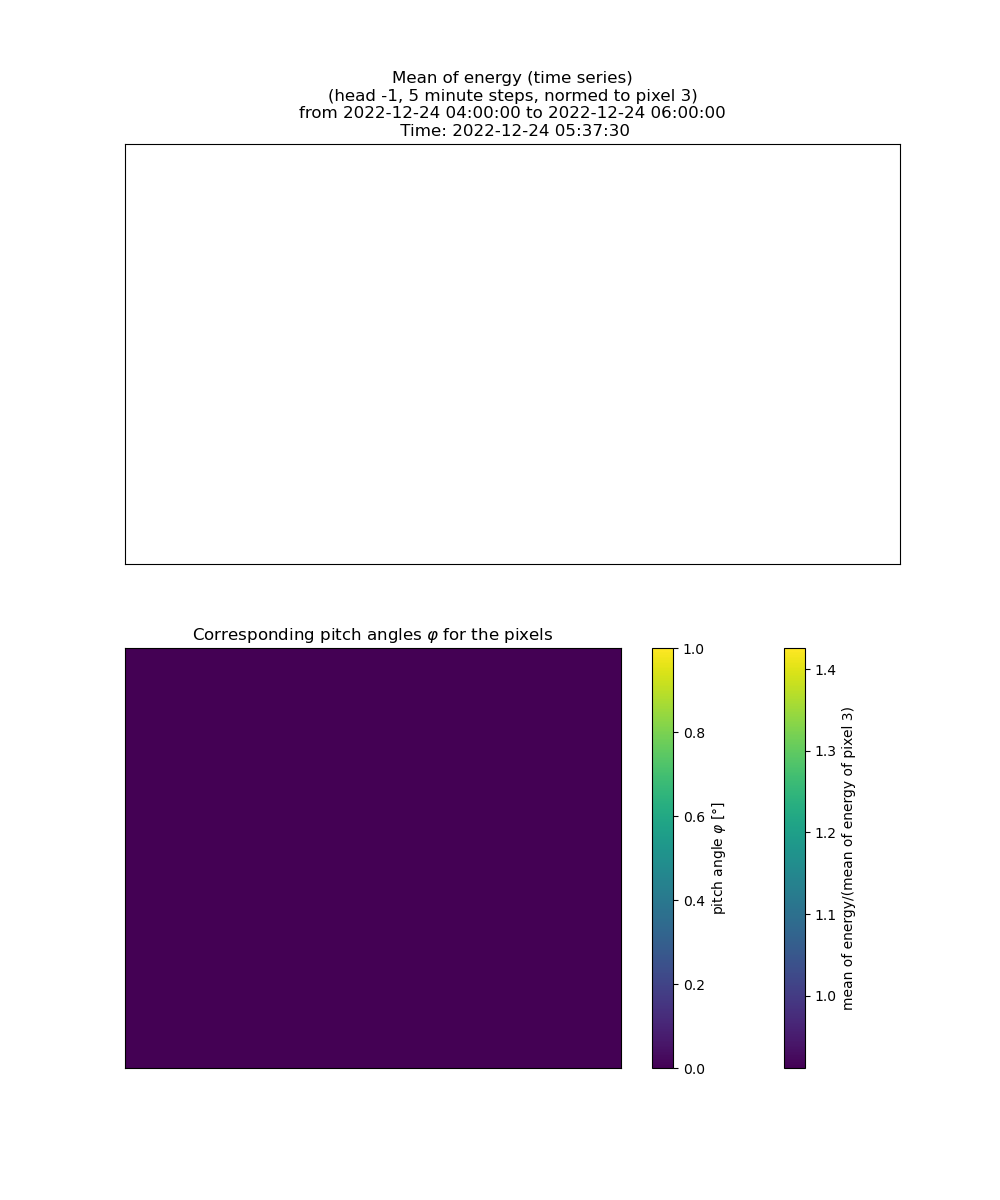 Mean of energy (time series)
(head -1, 5 minute steps, normed to pixel 3)
from 2022-12-24 04:00:00 to 2022-12-24 06:00:00
Time: 2022-12-24 05:37:30
Corresponding pitch angles φ for the pixels
1.0
0.8
0.6
0.4
0.2
0.0
pitch angle φ [°]
1.4
1.3
1.2
1.1
1.0
mean of energy/(mean of energy of pixel 3)